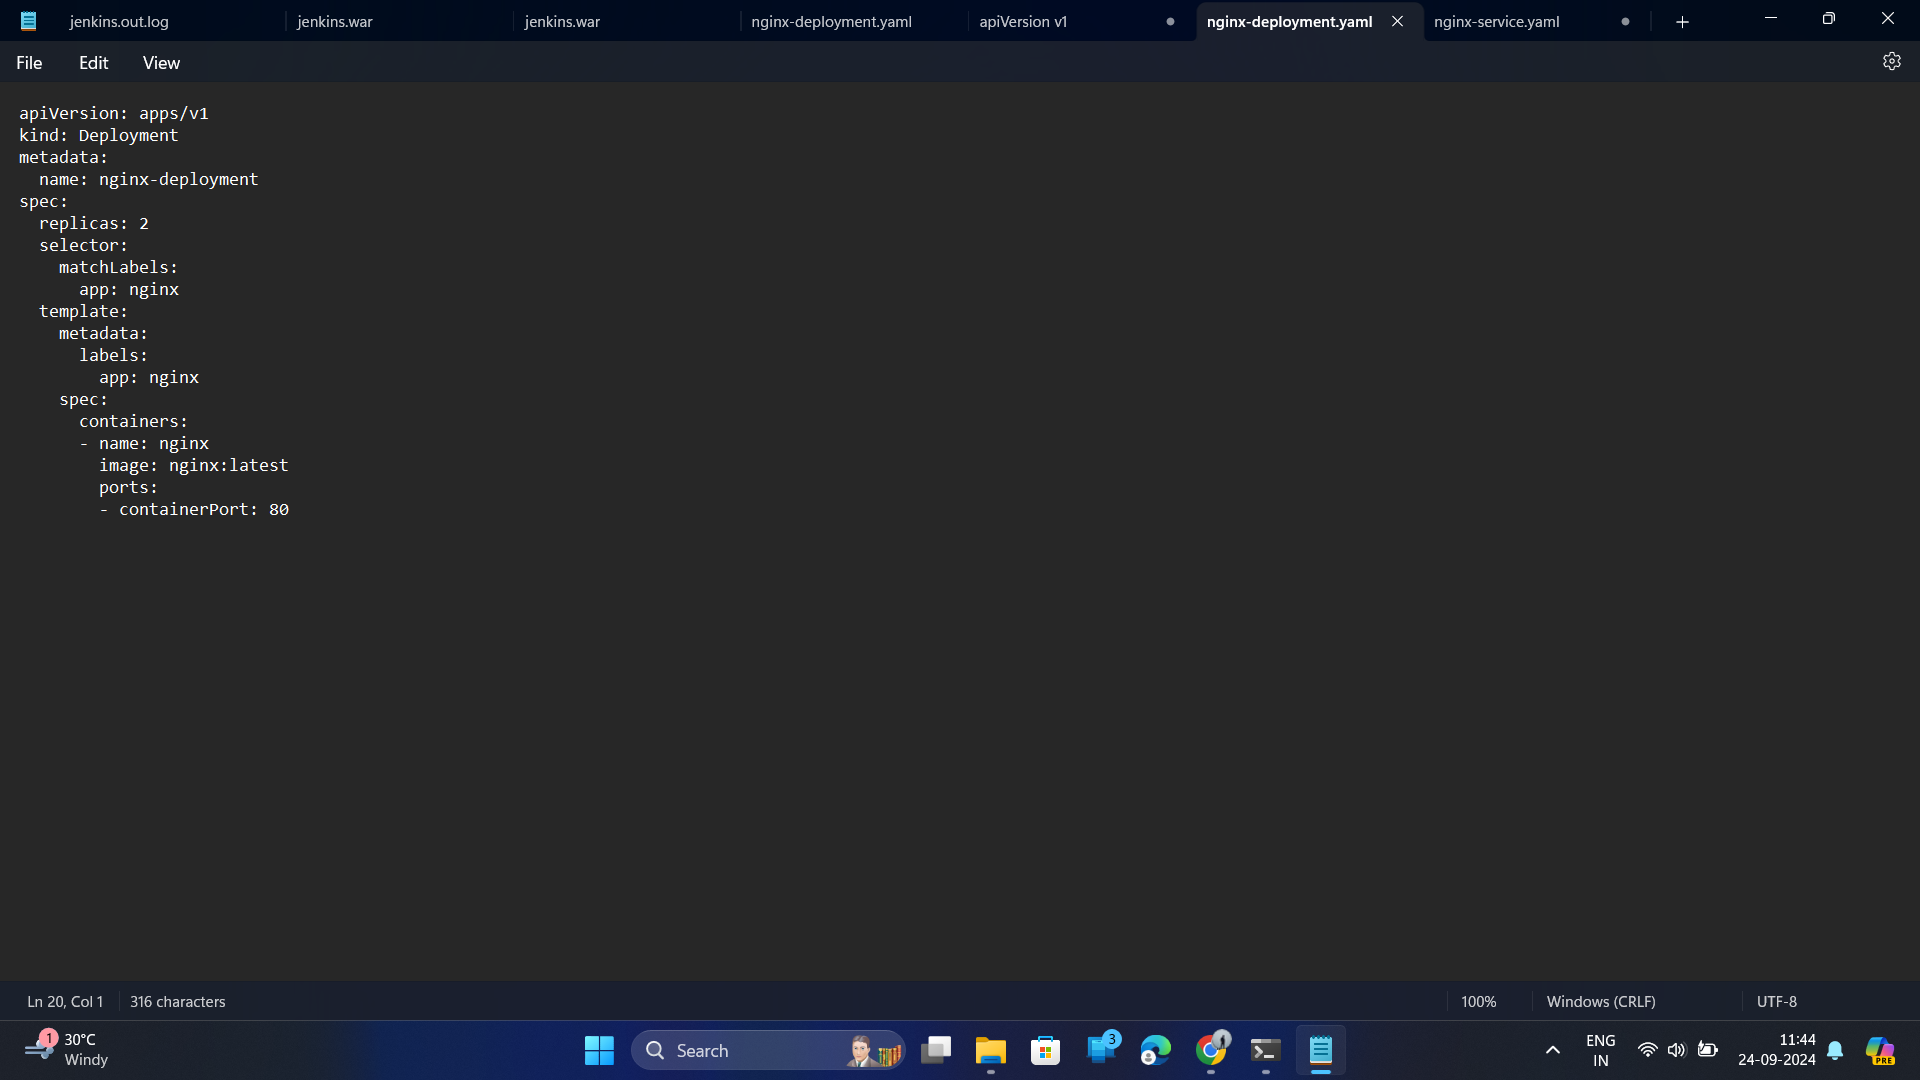 jenkins.out.log
jenkins.war
jenkins.war
nginx-deployment.yaml
apiVersion v1
nginx-deployment.yaml
nginx-service.yaml
File
Edit
View
apiVersion: apps/v1
kind: Deployment
metadata:
  name: nginx-deployment
spec:
  replicas: 2
  selector:
    matchLabels:
      app: nginx
  template:
    metadata:
      labels:
        app: nginx
    spec:
      containers:
      - name: nginx
        image: nginx:latest
        ports:
        - containerPort: 80
Ln 20, Col 1
316 characters
100%
Windows (CRLF)
UTF-8
1
30°C
Windy
Search
3
ENG
IN
11:44
24-09-2024
PRE